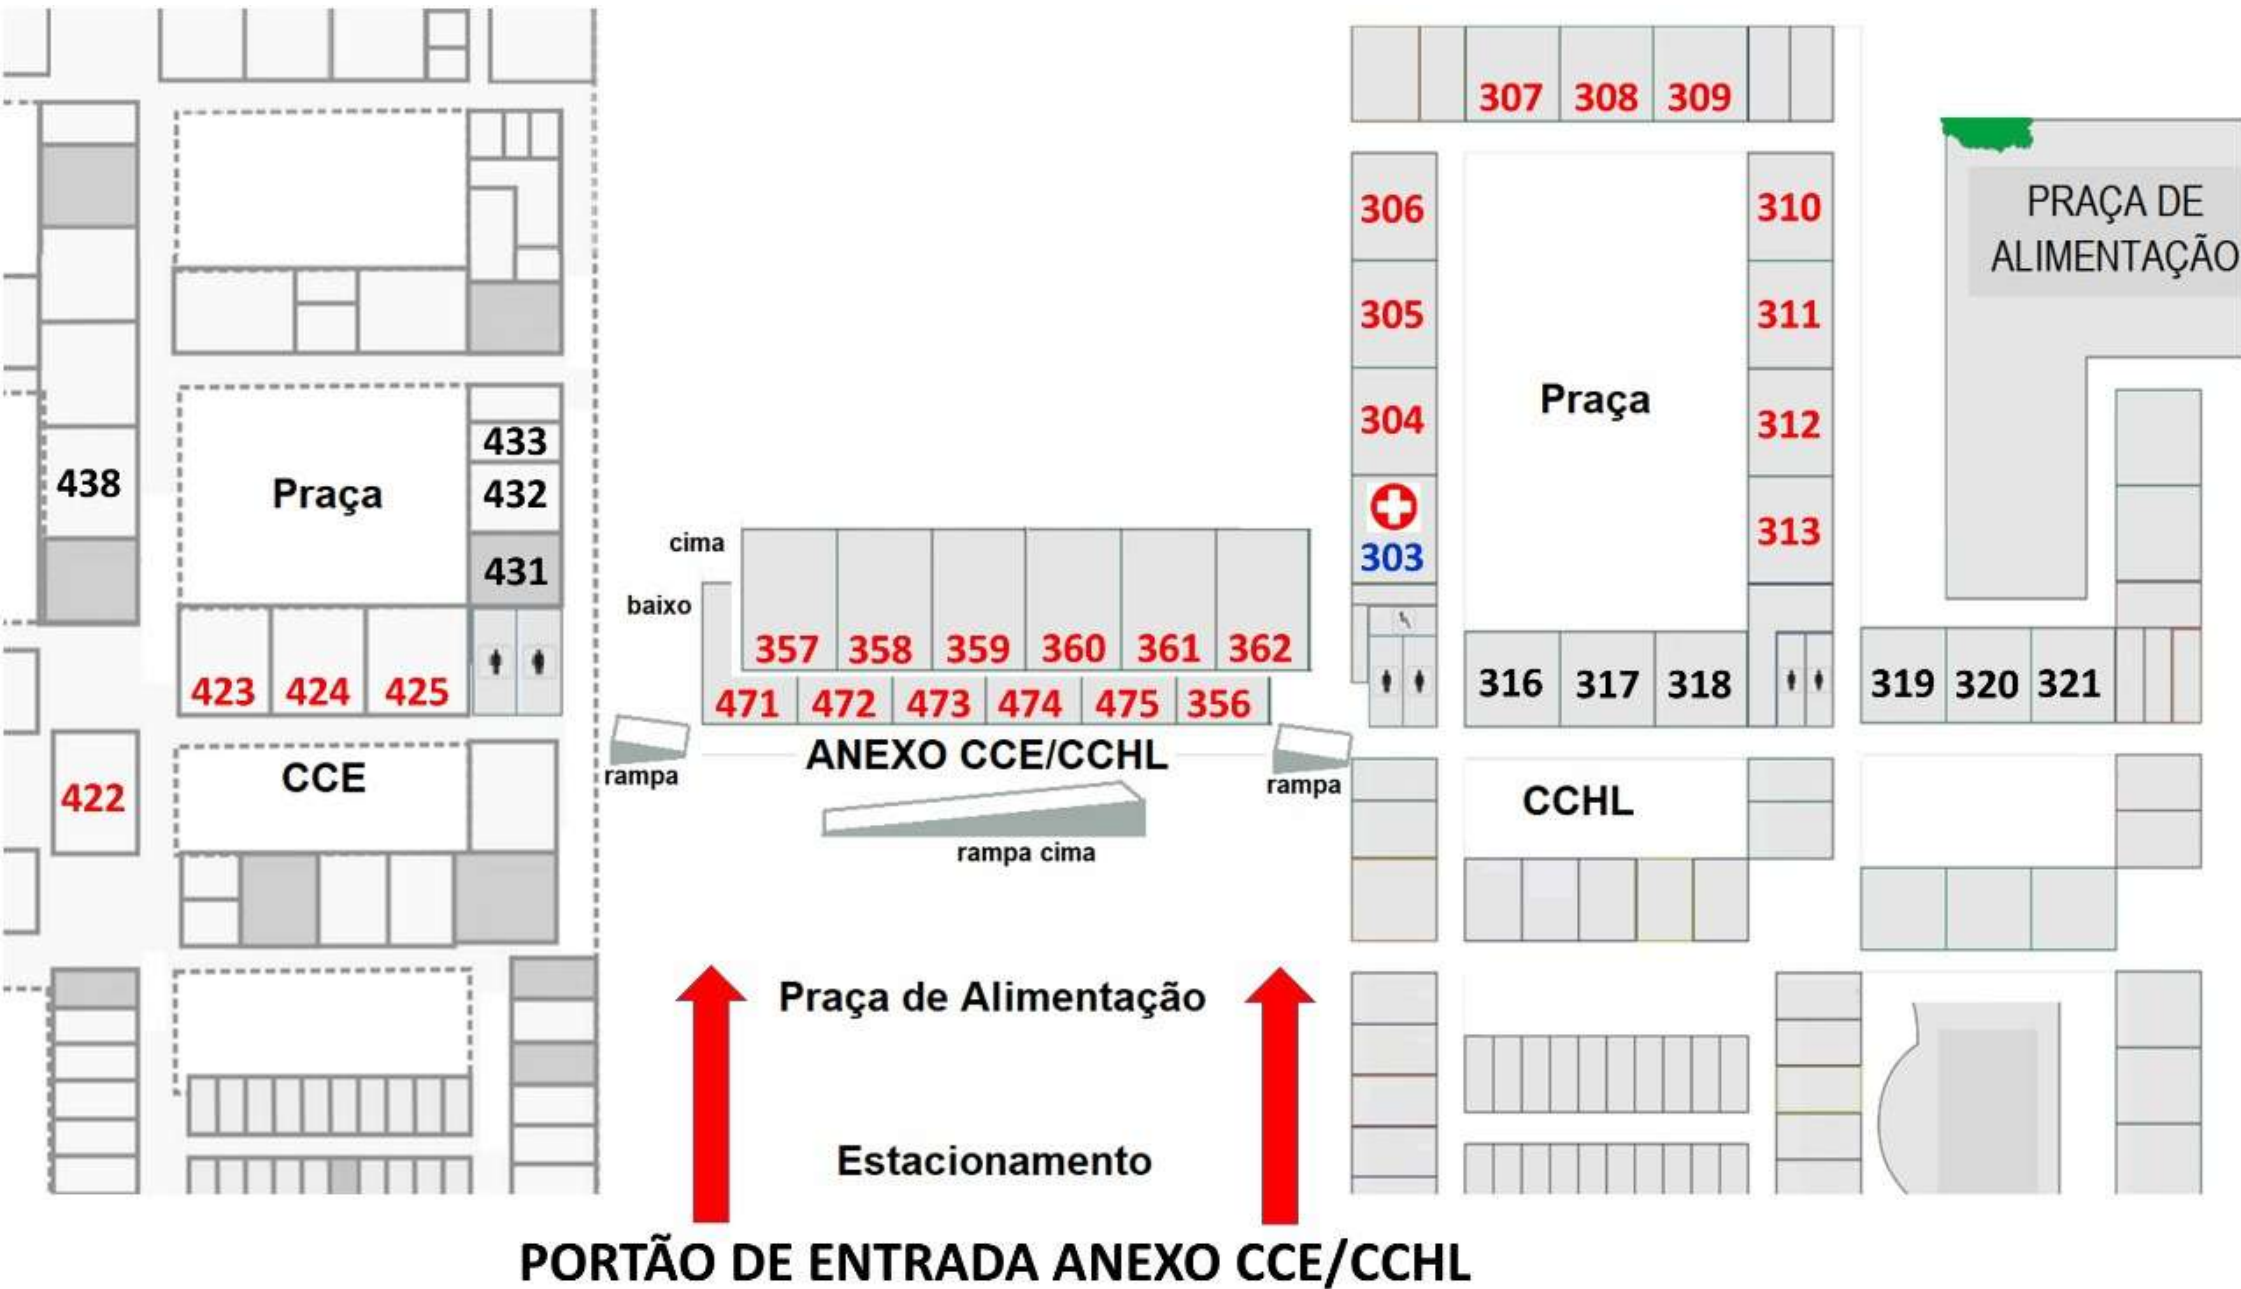 307 308 309
306
310
PRAÇA DE
ALIMENTAÇÃO
305
311
Praça
304
312
433
438
432
Praça
431
303
313
cima
baixo
357 358 359 360 361 362
423 424 425
471 472 473 474 475 356
316 317 318
319 320 321
ANEXO CCE/CCHL
rampa
rampa
CCE
422
CCHL
rampa cima
Praça de Alimentação
Estacionamento
PORTÃO DE ENTRADA ANEXO CCE/CCHL